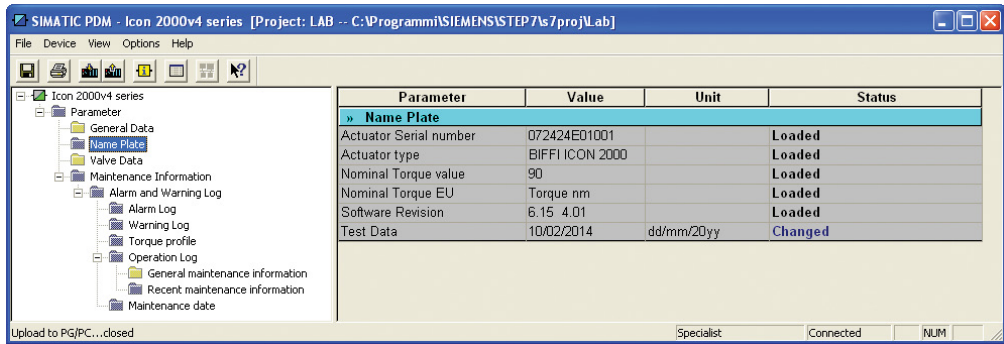 SIMATIC PDM - Icon 2000v4 series [Project: LAB -- C:\Programmi\SIEMENS\STEP7\s7proj\Lab]
File Device View Options Help
Icon 2000v4 series
Parameter
General Data
Name Plate
Valve Data
Maintenance Information
Alarm and Warning Log
Alarm Log
Warning Log
Torque profile
Operation Log
General maintenance information
Recent maintenance information
Maintenance date
Parameter Value Unit Status
» Name Plate
Actuator Serial number 072424E01001 Loaded
Actuator type BIFFI ICON 2000 Loaded
Nominal Torque value 90 Loaded
Nominal Torque EU Torque nm Loaded
Software Revision 6.15 4.01 Loaded
Test Data 10/02/2014 dd/mm/20yy Changed
Upload to PG/PC...closed Specialist Connected NUM